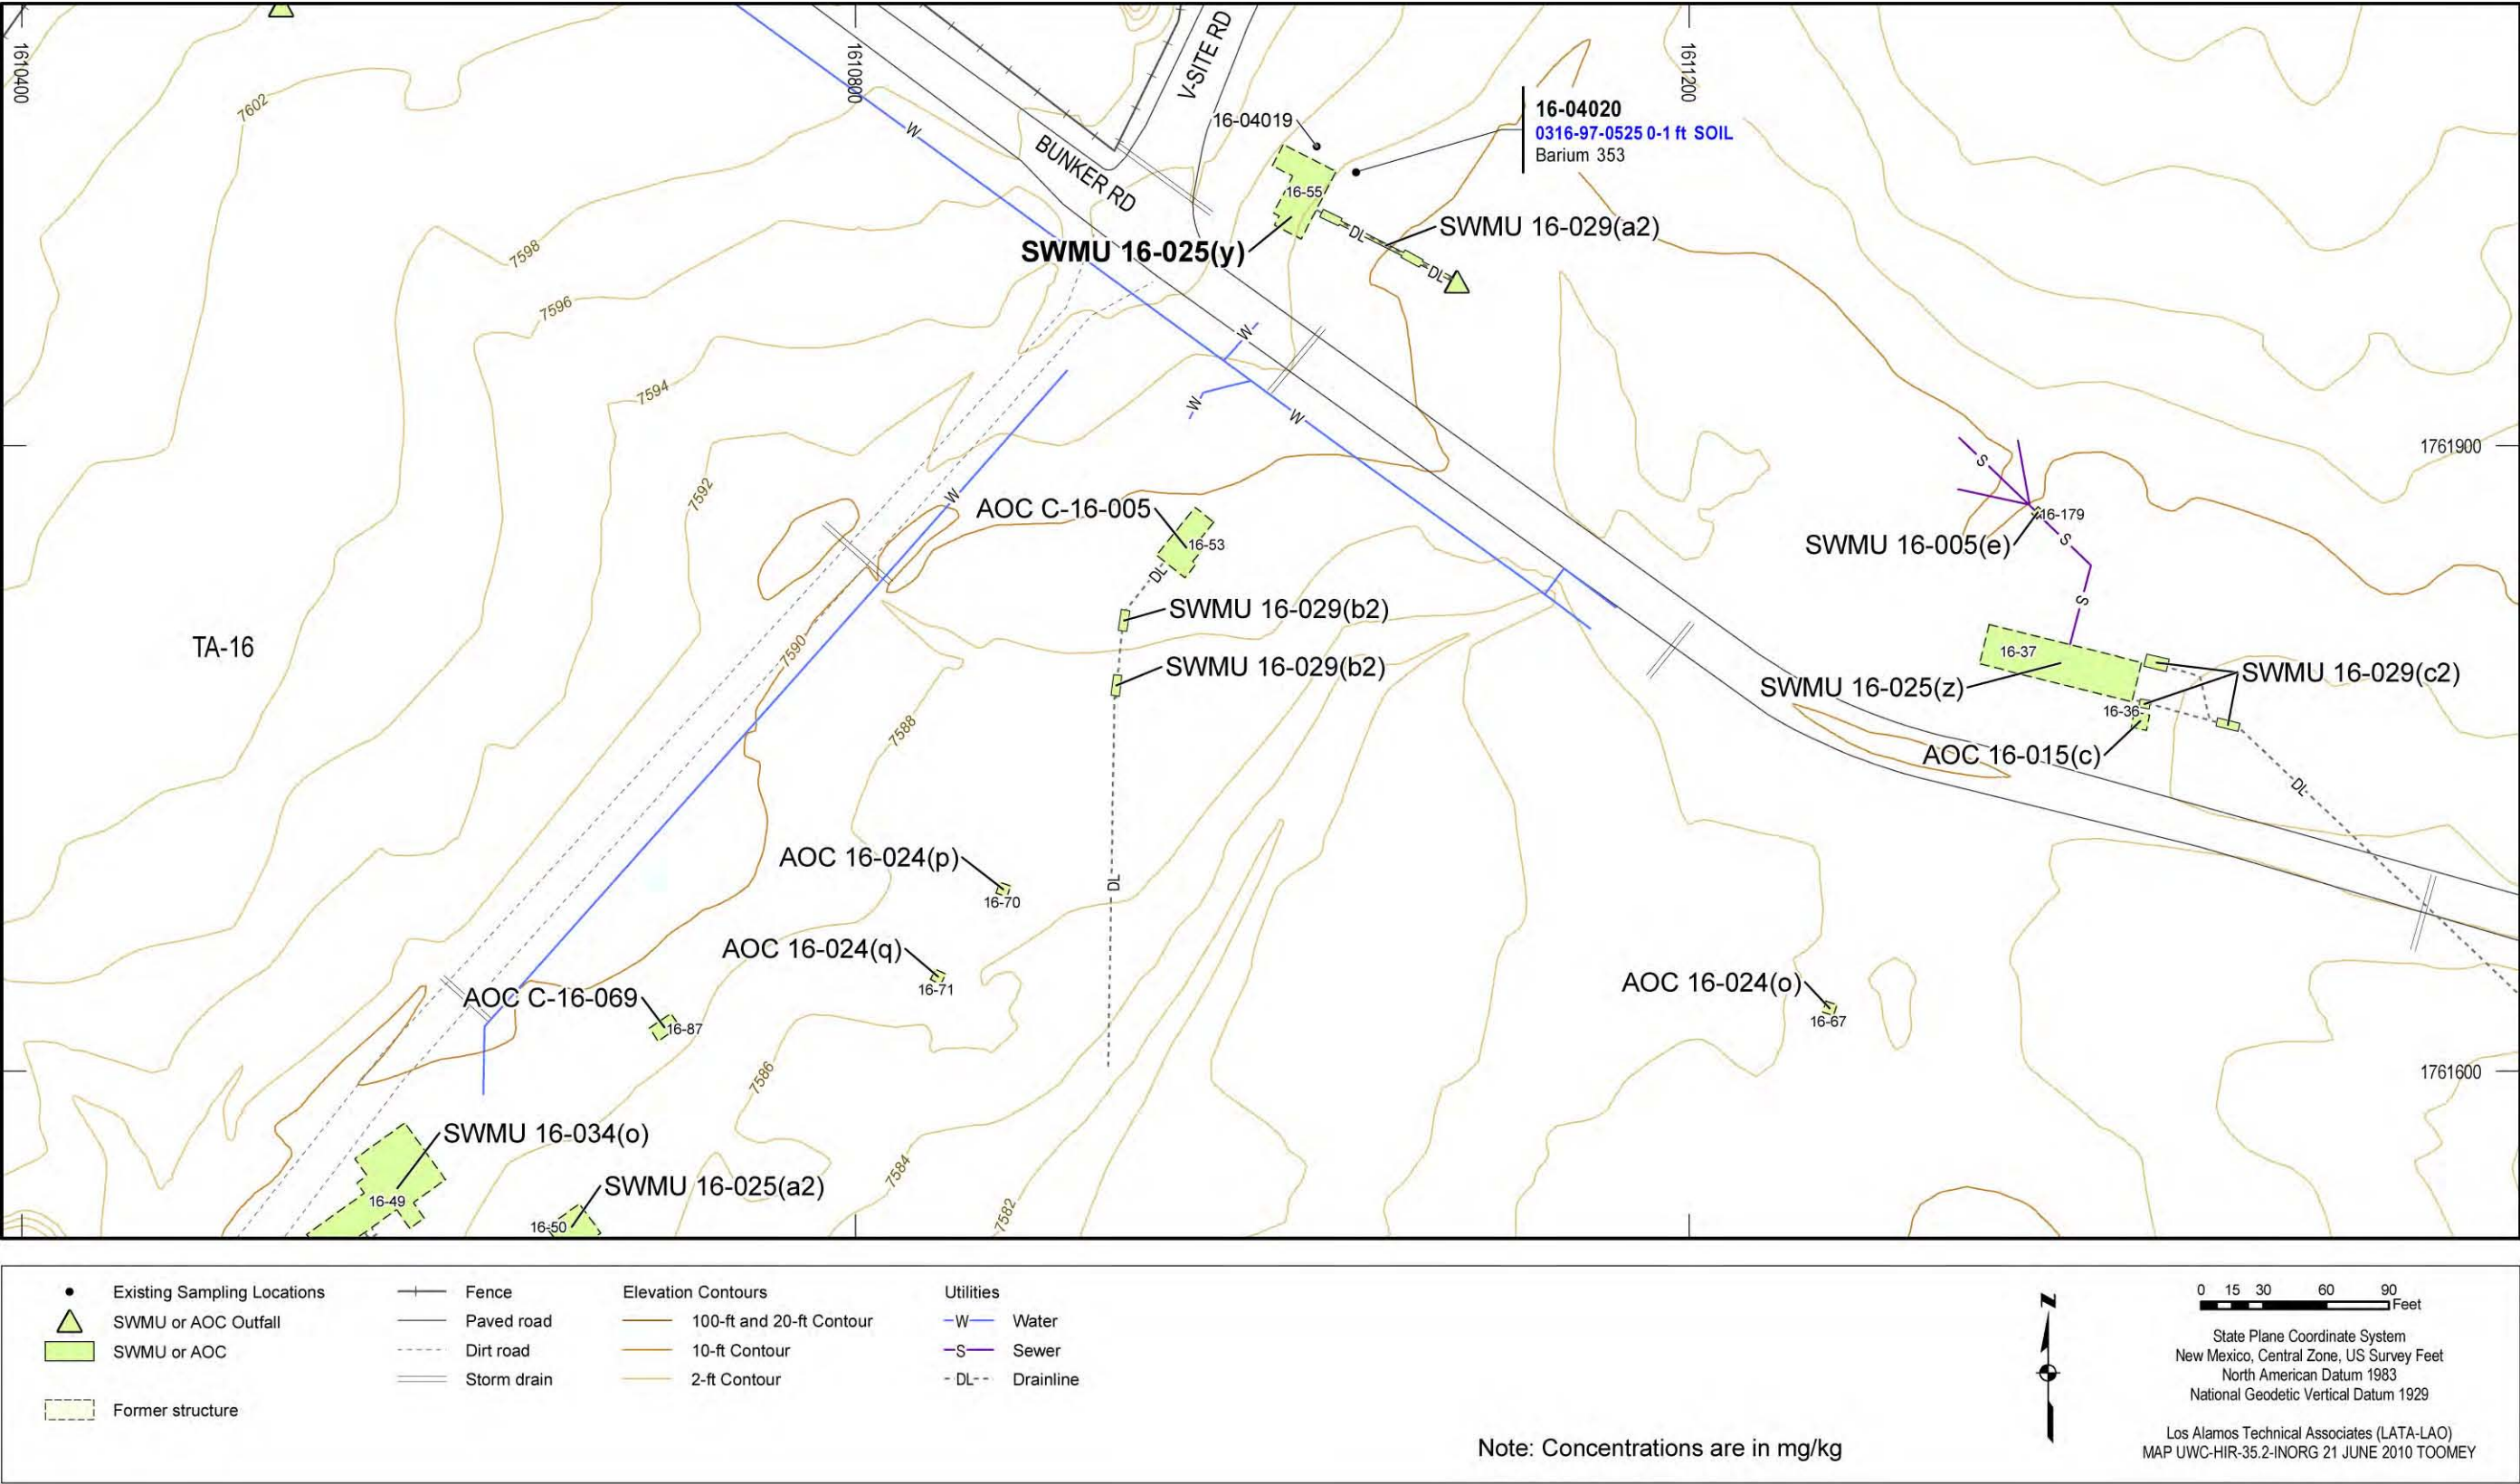 1610400
1610800
1611200
V-SITE RD
7602
16-04019
16-04020
0316-97-0525 0-1 ft SOIL
Barium 353
W
BUNKER RD
16-55
SWMU 16-029(a2)
DL
DL
SWMU 16-025(y)
7598
7596
W
7594
W
W
1761900
S
7592
W
AOC C-16-005
16-53
16-179
SWMU 16-005(e)
S
DL
S
SWMU 16-029(b2)
TA-16
7590
16-37
SWMU 16-029(b2)
SWMU 16-029(c2)
SWMU 16-025(z)
16-36
7588
AOC 16-015(c)
DL
AOC 16-024(p)
DL
16-70
AOC 16-024(q)
16-71
AOC 16-024(o)
AOC C-16-069
16-87
16-67
7586
1761600
SWMU 16-034(o)
7584
16-49
SWMU 16-025(a2)
7582
16-50
Existing Sampling Locations
SWMU or AOC Outfall
SWMU or AOC
Former structure
Fence
Paved road
Dirt road
Storm drain
Elevation Contours
100-ft and 20-ft Contour
10-ft Contour
2-ft Contour
Utilities
W Water
S Sewer
DL Drainline
Note: Concentrations are in mg/kg
N
0 15 30 60 90
Feet
State Plane Coordinate System
New Mexico, Central Zone, US Survey Feet
North American Datum 1983
National Geodetic Vertical Datum 1929
Los Alamos Technical Associates (LATA-LAO)
MAP UWC-HIR-35.2-INORG 21 JUNE 2010 TOOMEY